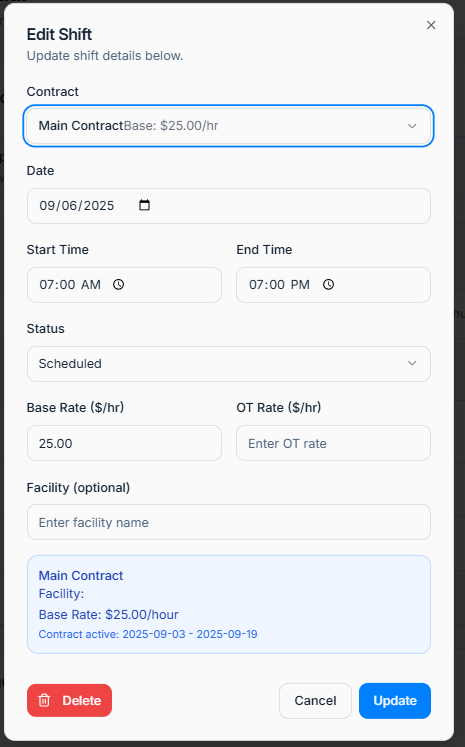 Edit Shift
Update shift details below.
Contract
Main ContractBase: $25.00/hr
Date
09/06/2025
Start Time End Time
07:00 AM 07:00 PM
Status
Scheduled
Base Rate ($/hr) OT Rate ($/hr)
25.00 Enter OT rate
Facility (optional)
Enter facility name
Main Contract
Facility:
Base Rate: $25.00/hour
Contract active: 2025-09-03 - 2025-09-19
Delete Cancel Update